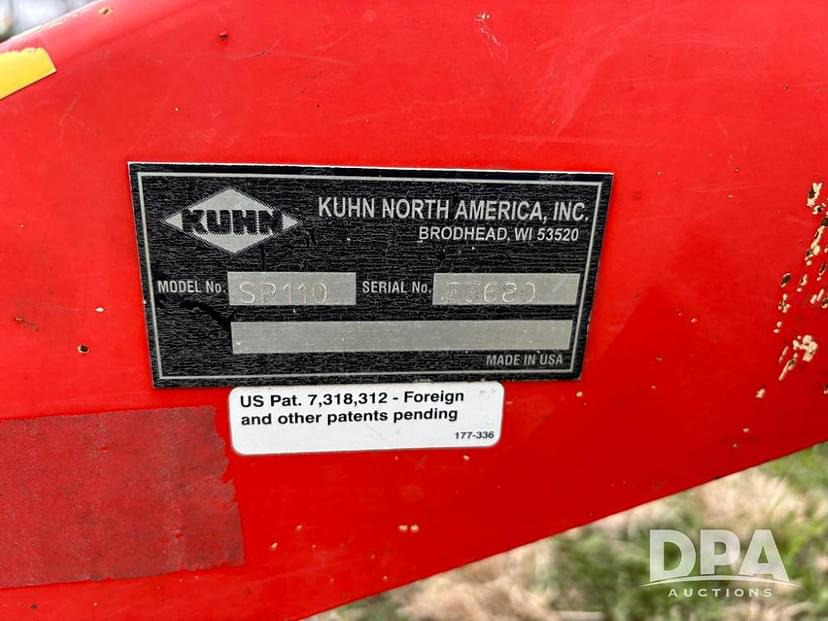 KUHN
KUHN NORTH AMERICA, INC.
BRODHEAD, WI 53520
MODEL No. SR110 SERIAL No. E3680
MADE IN USA
US Pat. 7,318,312 - Foreign
and other patents pending
177-336
DPA
AUCTIONS